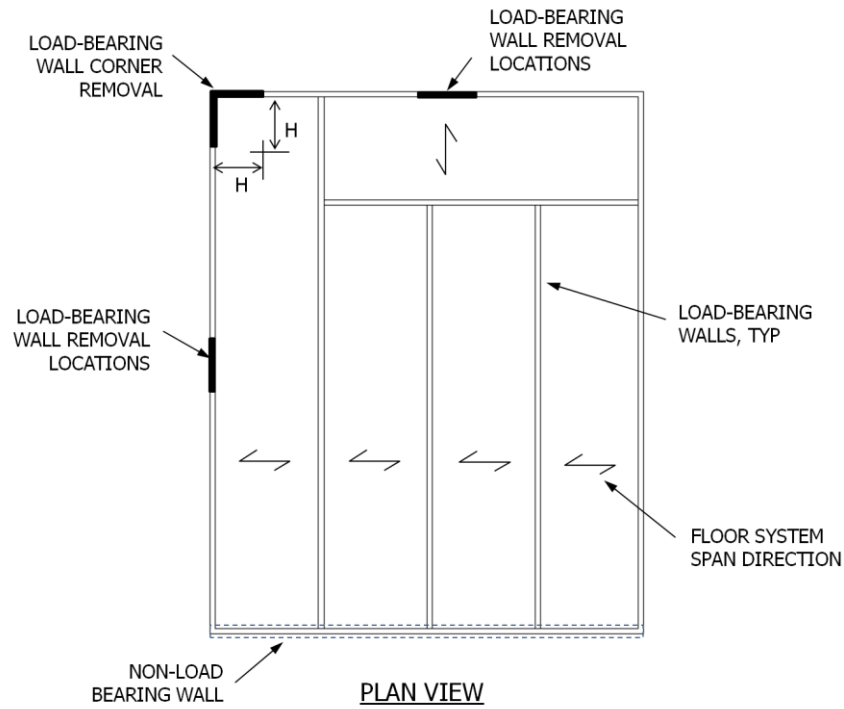 LOAD-BEARING
WALL CORNER
REMOVAL
LOAD-BEARING
WALL REMOVAL
LOCATIONS
H
H
LOAD-BEARING
WALL REMOVAL
LOCATIONS
LOAD-BEARING
WALLS, TYP
FLOOR SYSTEM
SPAN DIRECTION
NON-LOAD
BEARING WALL
PLAN VIEW